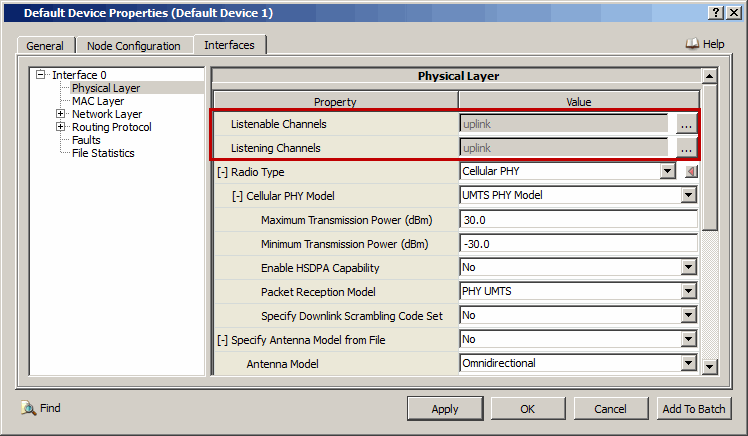 Default Device Properties (Default Device 1)
General Node Configuration Interfaces Help
Interface 0
Physical Layer
MAC Layer
Network Layer
Routing Protocol
Faults
File Statistics
Physical Layer
Property Value
Listenable Channels uplink ...
Listening Channels uplink ...
[-] Radio Type Cellular PHY
[-] Cellular PHY Model UMTS PHY Model
Maximum Transmission Power (dBm) 30.0
Minimum Transmission Power (dBm) -30.0
Enable HSDPA Capability No
Packet Reception Model PHY UMTS
Specify Downlink Scrambling Code Set No
[-] Specify Antenna Model from File No
Antenna Model Omnidirectional
Find Apply OK Cancel Add To Batch